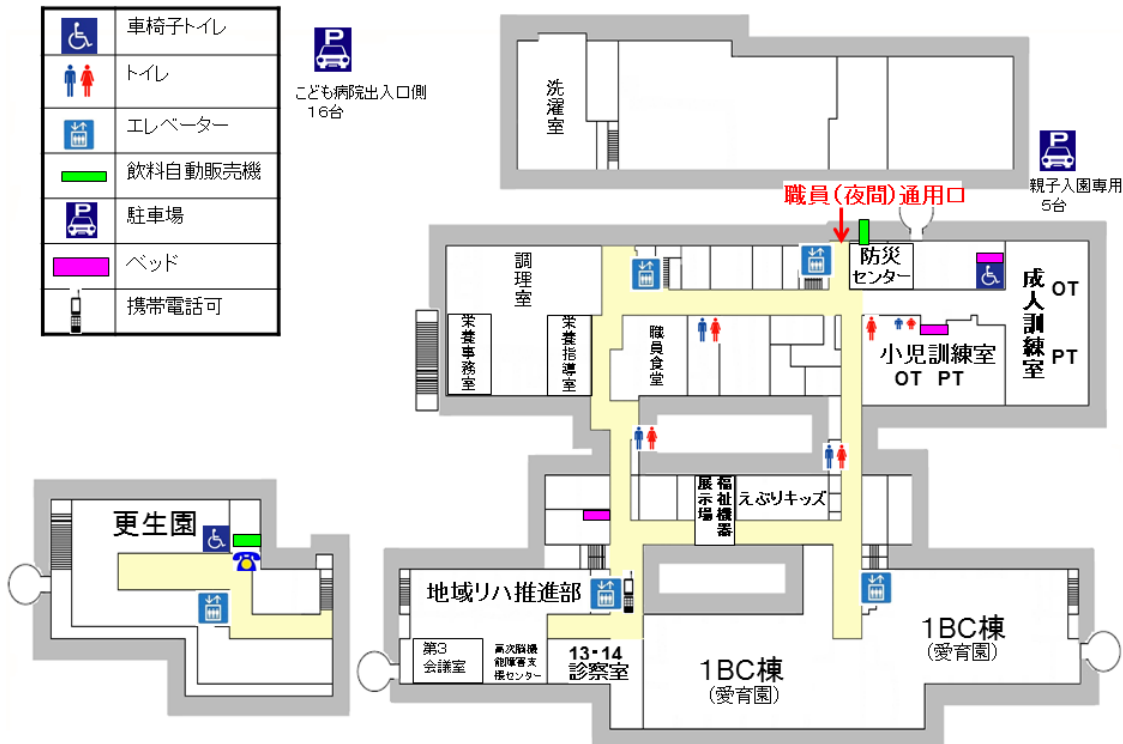 車椅子トイレ
トイレ
エレベーター
飲料自動販売機
駐車場
ベッド
携帯電話可
P
P
こども病院出入口側
16台
洗濯室
P
親子入園専用
5台
職員(夜間)通用口
調理室
栄養事務室
栄養指導室
職員食堂
防災
センター
成人訓練室
OT
PT
小児訓練室
OT PT
福祉機器
展示場
えぶりキッズ
更生園
地域リハ推進部
第3
会議室
高次脳機
能障害支
援センター
13・14
診察室
1BC棟
(愛育園)
1BC棟
(愛育園)